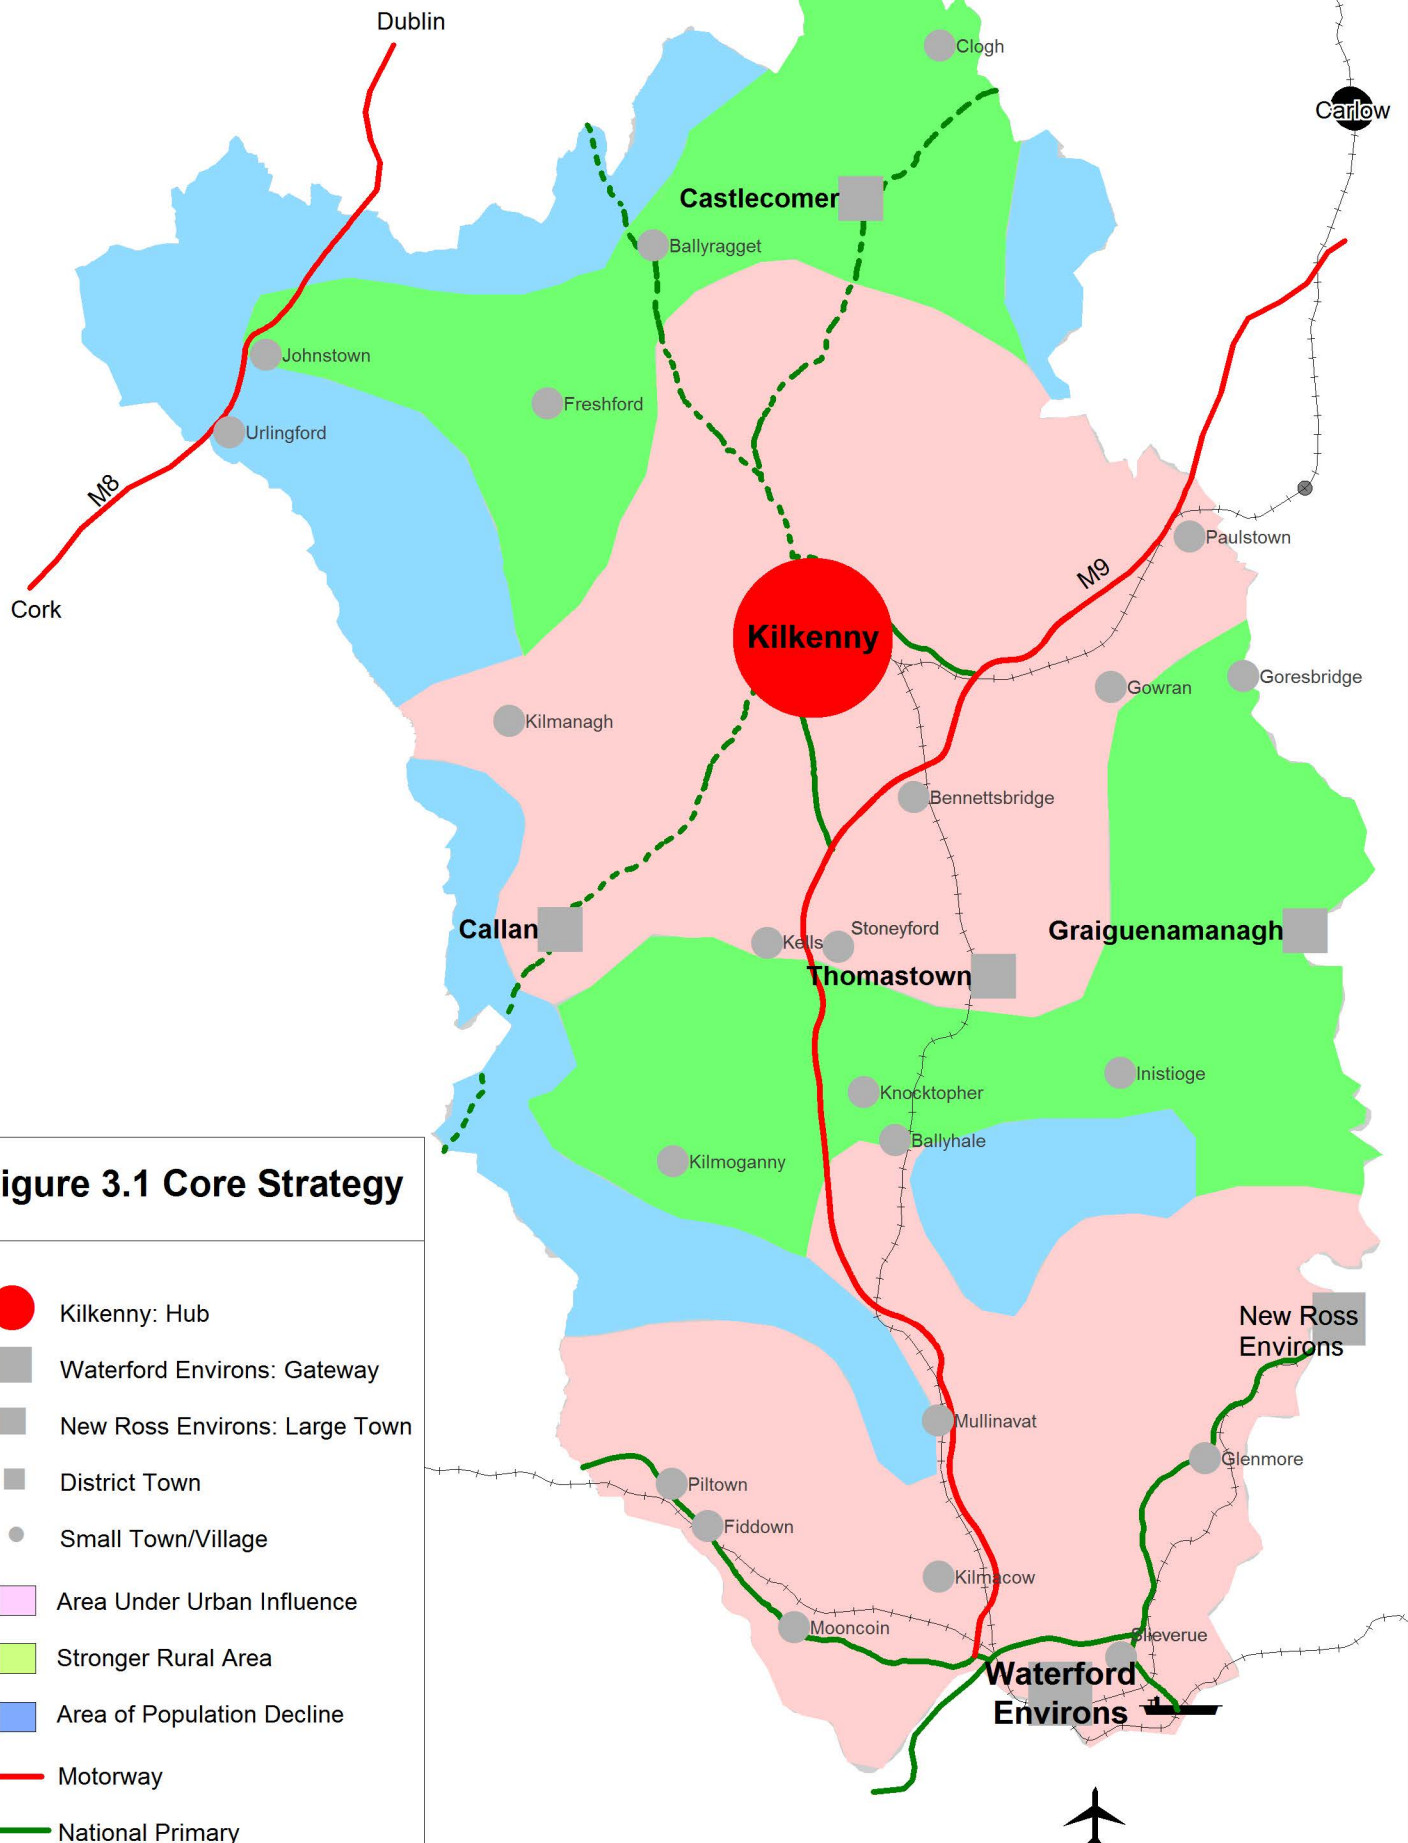 Dublin
Clogh
Carlow
Castlecomer
Ballyragget
Johnstown
Freshford
Urlingford
M8
Paulstown
M9
Cork
Kilkenny
Goresbridge
Gowran
Kilmanagh
Bennettsbridge
Callan
Stoneyford
Graiguenamanagh
Kells
Thomastown
Inistioge
Knocktopher
Ballyhale
Kilmoganny
igure 3.1 Core Strategy
Kilkenny: Hub
New Ross
Environs
Waterford Environs: Gateway
New Ross Environs: Large Town
Mullinavat
Glenmore
District Town
Piltown
Fiddown
Small Town/Village
Kilmacow
Area Under Urban Influence
Mooncoin
Slieverue
Stronger Rural Area
Waterford
Environs
Area of Population Decline
Motorway
National Primary